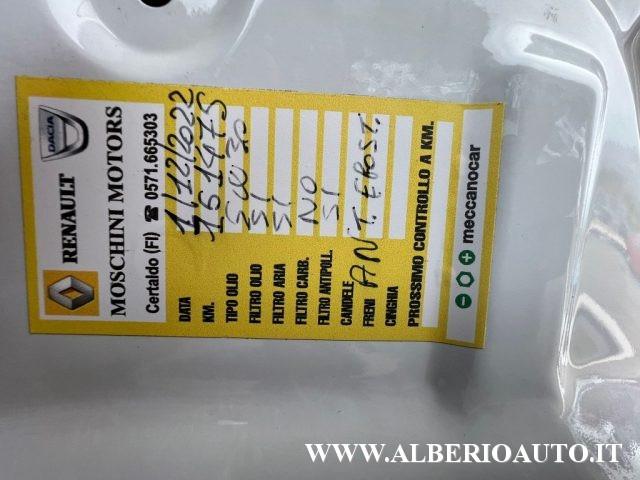 RENAULT
DACIA
MOSCHINI MOTORS
Certaldo (FI) ☎ 0571.665303
DATA 1/12/2022
KM. 151475
TIPO OLIO 5W30
FILTRO OLIO SI
FILTRO ARIA SI
FILTRO CARB. NO
FILTRO ANTIPOLL. SI
CANDELE
FRENI ANT. E POST.
CINGHIA
PROSSIMO CONTROLLO A KM.
meccanocar
WWW.ALBERIOAUTO.IT